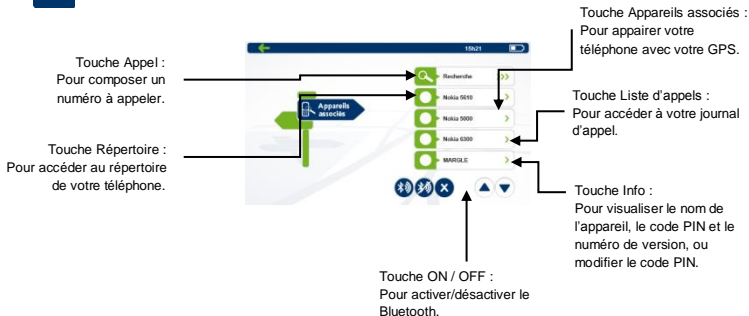 Touche Appareils associés :
Pour appairer votre
téléphone avec votre GPS.
15h21
Touche Appel :
Pour composer un
numéro à appeler.
Recherche
Nokia 5610
Appareils
associés
Nokia 5000
Touche Liste d'appels :
Pour accéder à votre journal
d'appel.
Touche Répertoire :
Pour accéder au répertoire
de votre téléphone.
Nokia 6300
MARGLE
Touche Info :
Pour visualiser le nom de
l'appareil, le code PIN et le
numéro de version, ou
modifier le code PIN.
Touche ON / OFF :
Pour activer/désactiver le
Bluetooth.